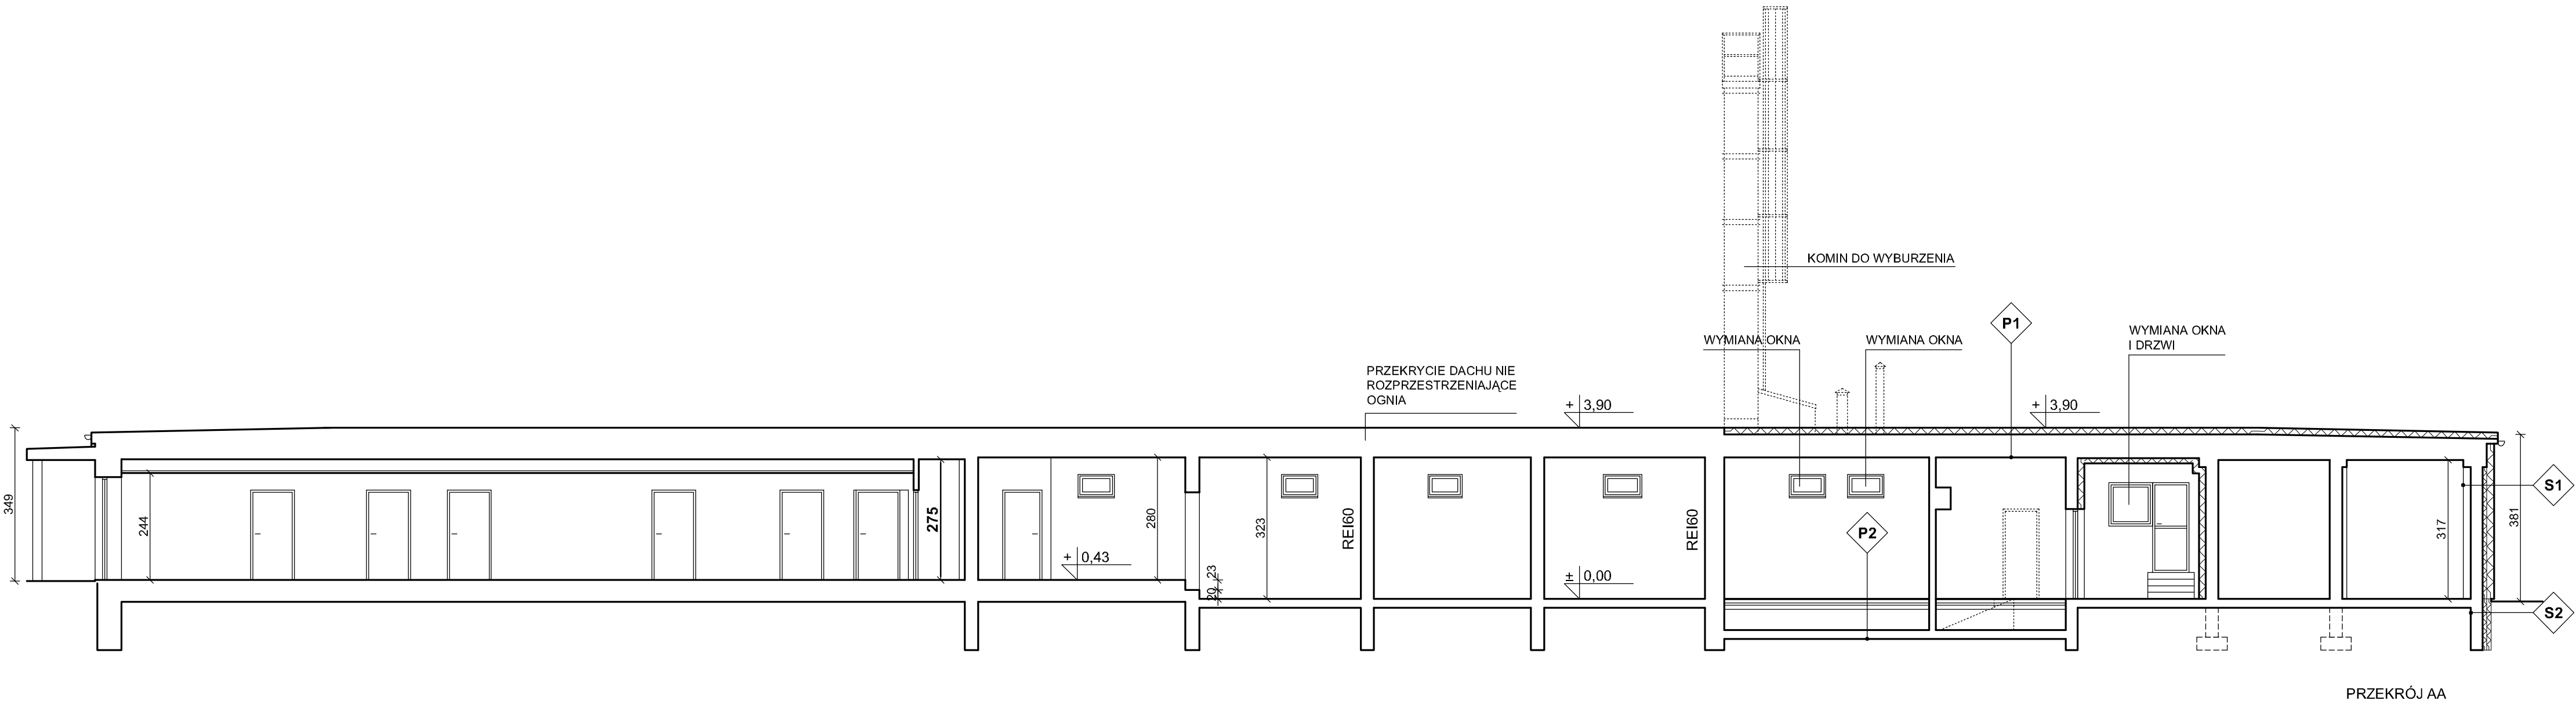 KOMIN DO WYBURZENIA
P1
WYMIANA OKNA
WYMIANA OKNA
WYMIANA OKNA
I DRZWI
PRZEKRYCIE DACHU NIE
ROZPRZESTRZENIAJĄCE
OGNIA
+ 3,90
+ 3,90
349
244
275
280
323
REI60
REI60
P2
317
S1
381
+ 0,43
23
20
± 0,00
S2
PRZEKRÓJ AA